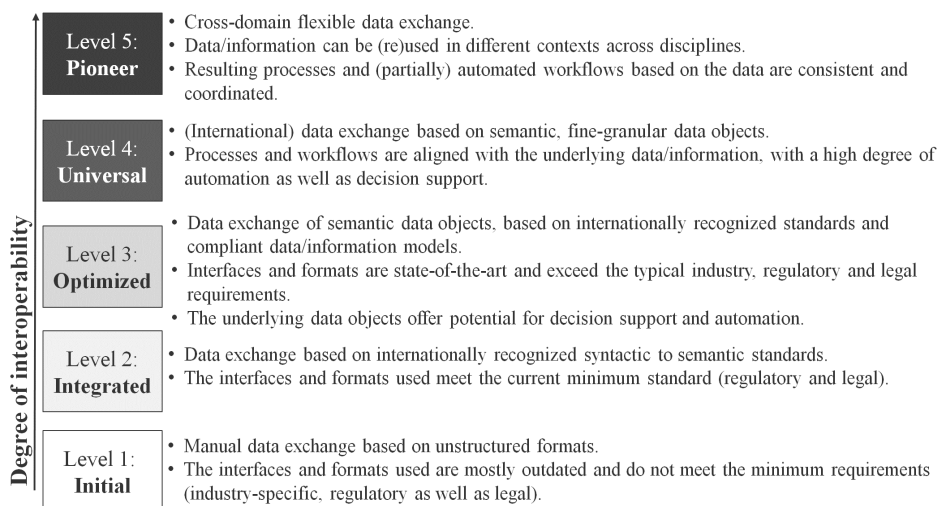 Degree of interoperability
Level 5:
Pioneer
• Cross-domain flexible data exchange.
• Data/information can be (re)used in different contexts across disciplines.
• Resulting processes and (partially) automated workflows based on the data are consistent and
coordinated.
Level 4:
Universal
• (International) data exchange based on semantic, fine-granular data objects.
• Processes and workflows are aligned with the underlying data/information, with a high degree of
automation as well as decision support.
Level 3:
Optimized
• Data exchange of semantic data objects, based on internationally recognized standards and
compliant data/information models.
• Interfaces and formats are state-of-the-art and exceed the typical industry, regulatory and legal
requirements.
• The underlying data objects offer potential for decision support and automation.
Level 2:
Integrated
• Data exchange based on internationally recognized syntactic to semantic standards.
• The interfaces and formats used meet the current minimum standard (regulatory and legal).
Level 1:
Initial
• Manual data exchange based on unstructured formats.
• The interfaces and formats used are mostly outdated and do not meet the minimum requirements
(industry-specific, regulatory as well as legal).